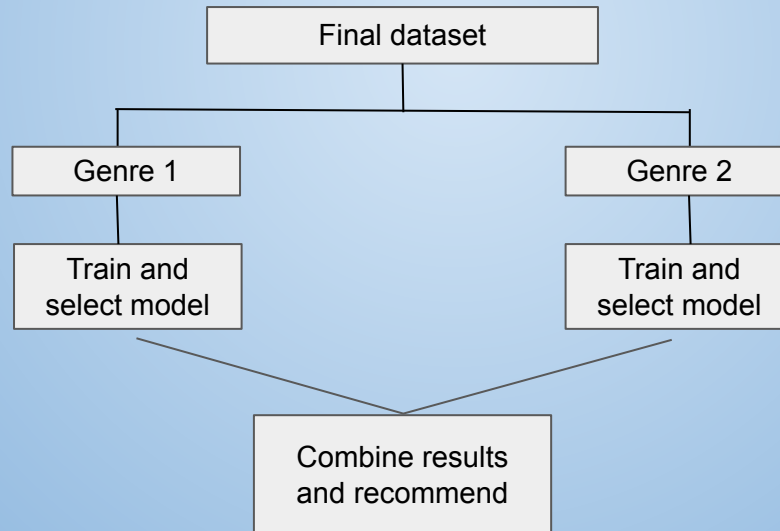 Final dataset
Genre 1
Genre 2
Train and
select model
Train and
select model
Combine results
and recommend